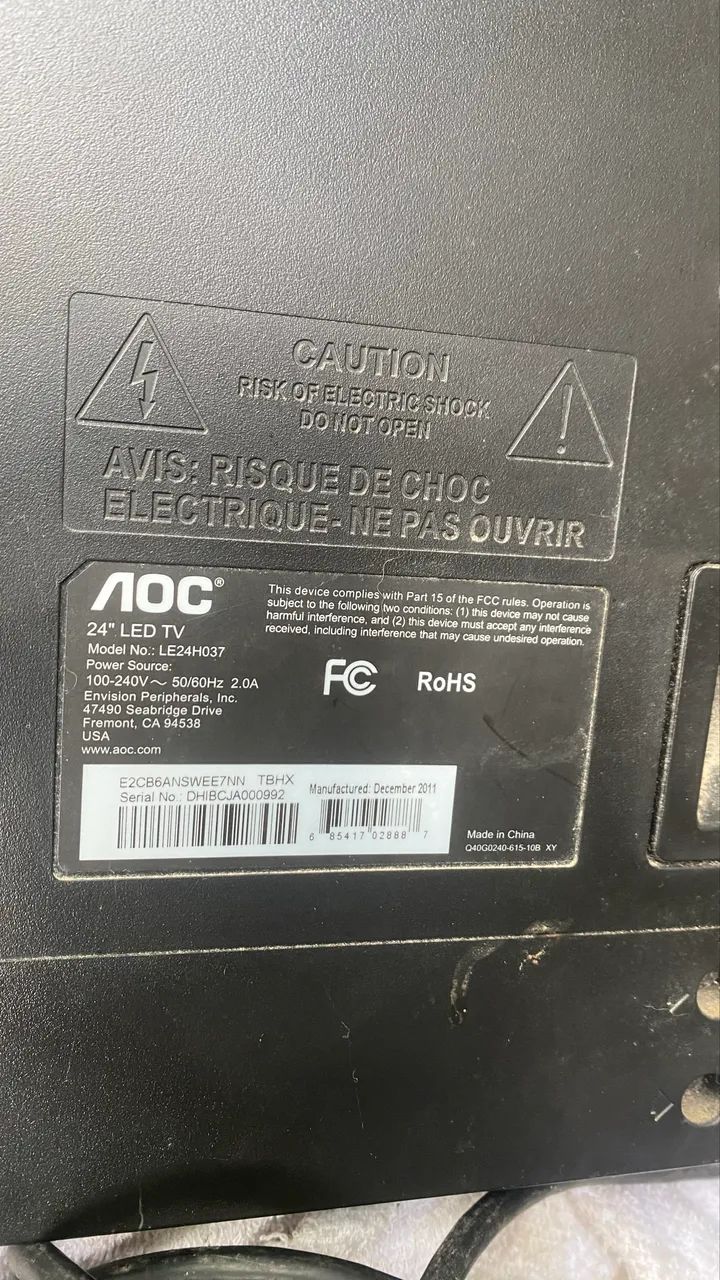 CAUTION
RISK OF ELECTRIC SHOCK
DO NOT OPEN
AVIS: RISQUE DE CHOC
ELECTRIQUE- NE PAS OUVRIR
AOC®
24" LED TV
Model No.: LE24H037
Power Source:
100-240V～ 50/60Hz 2.0A
Envision Peripherals, Inc.
47490 Seabridge Drive
Fremont, CA 94538
USA
www.aoc.com
This device complies with Part 15 of the FCC rules. Operation is
subject to the following two conditions: (1) this device may not cause
harmful interference, and (2) this device must accept any interference
received, including interference that may cause undesired operation.
FC RoHS
E2CB6ANSWEE7NN TBHX
Serial No.: DHIBCJA000992
Manufactured: December 2011
6 85417 02888 7
Made in China
Q40G0240-615-10B XY